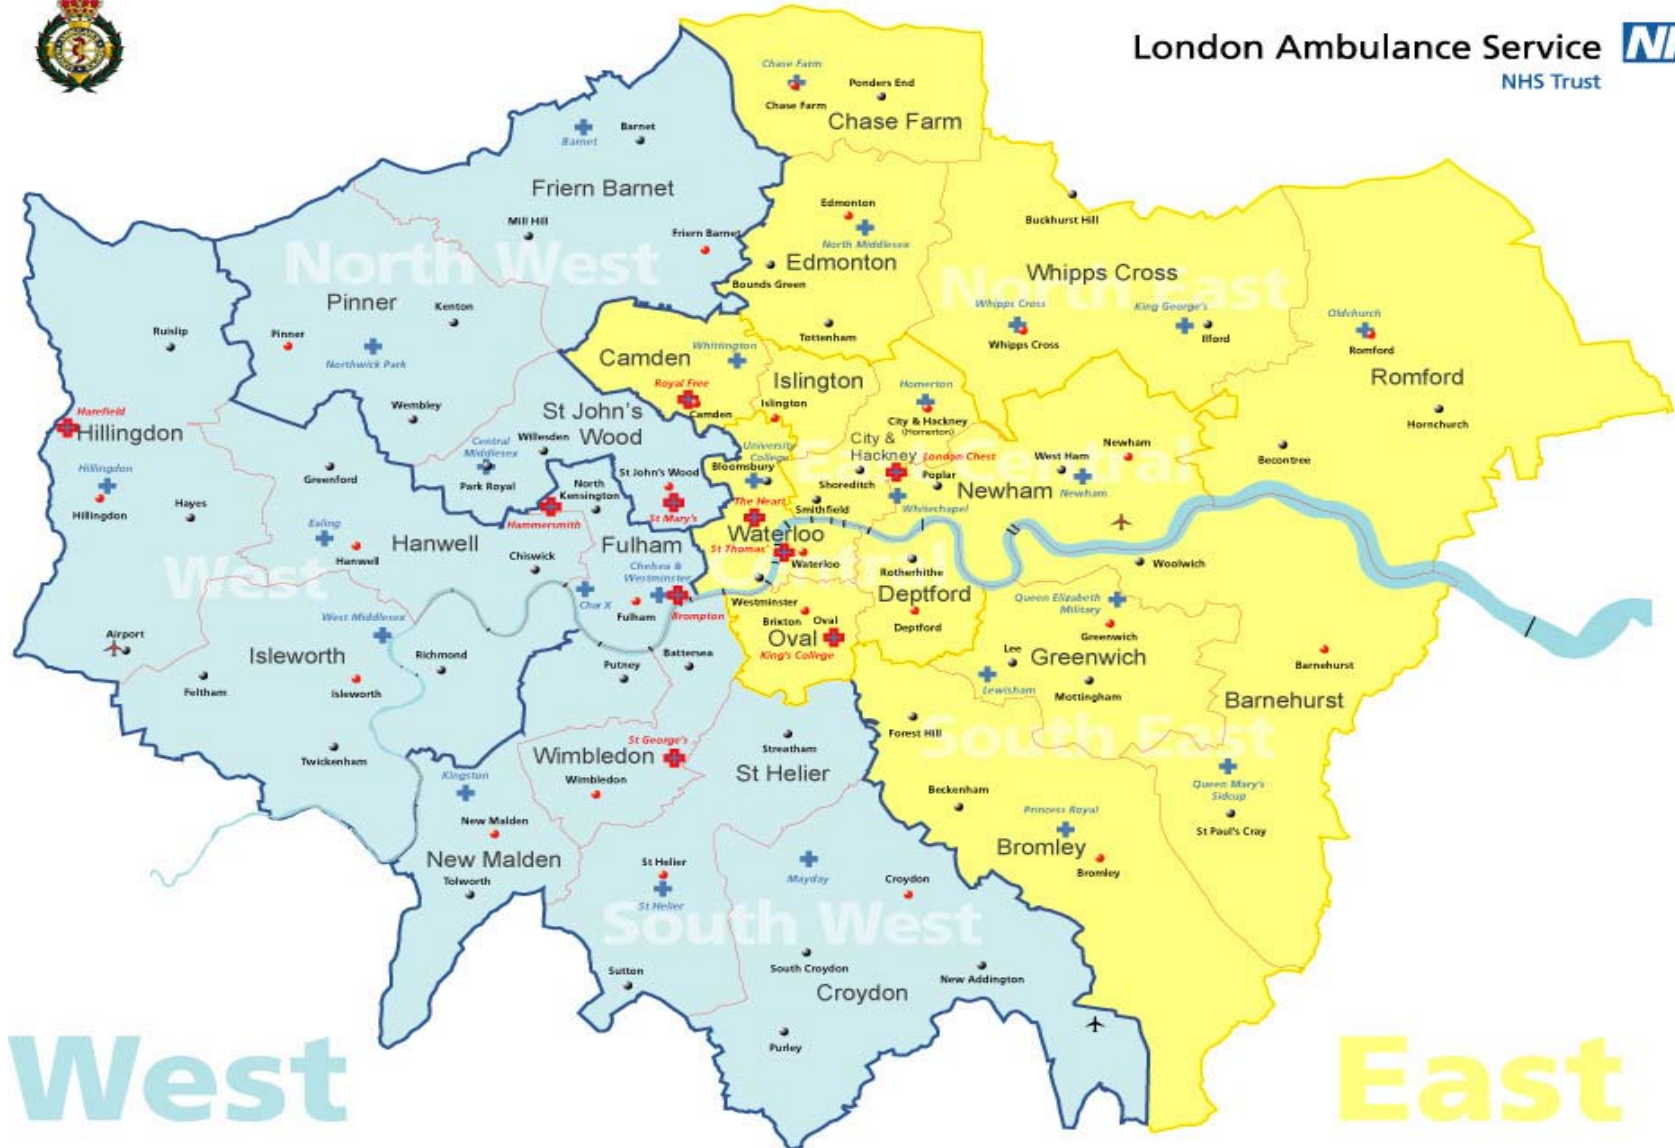 London Ambulance Service
NHS Trust
Chase Farm
Ponders End
Chase Farm
Chase Farm
Barnet
Barnet
Friern Barnet
Mill Hill
Friern Barnet
North West
Edmonton
North Middlesex
Edmonton
Bounds Green
Tottenham
Buckhurst Hill
Whipps Cross
North East
Whipps Cross
King George's
Whipps Cross
Ilford
Oldchurch
Romford
Romford
Hornchurch
Becontree
Pinner
Kenton
Pinner
Northwick Park
Ruislip
Wembley
Camden
Whittington
Royal Free
Camden
Islington
Islington
Homerton
City & Hackney
(Homerton)
City &
Hackney
London Chest
East Central
Newham
West Ham
Newham
Newham
Poplar
Shoreditch
Whitechapel
Smithfield
St John's
Wood
Willesden
Central
Middlesex
Park Royal
St John's Wood
St Mary's
North
Kensington
Hammersmith
University
College
Bloomsbury
The Heart
Waterloo
St Thomas'
Waterloo
Central
Westminster
Harefield
Hillingdon
Hillingdon
Hillingdon
Hayes
Greenford
Ealing
Hanwell
Hanwell
Chiswick
West
Fulham
Chelsea &
Westminster
Char X
Fulham
Brompton
Airport
West Middlesex
Isleworth
Isleworth
Richmond
Feltham
Twickenham
Putney
Battersea
Brixton
Oval
Oval
King's College
Rotherhithe
Deptford
Deptford
Woolwich
Queen Elizabeth
Military
Greenwich
Greenwich
Lee
Mottingham
Lewisham
Barnehurst
Barnehurst
Forest Hill
South East
Beckenham
Princess Royal
Bromley
Bromley
Queen Mary's
Sidcup
St Paul's Cray
Wimbledon
St George's
Wimbledon
Streatham
St Helier
Kingston
New Malden
New Malden
Tolworth
St Helier
St Helier
Mayday
Croydon
South West
South Croydon
New Addington
Croydon
Sutton
Purley
West
East